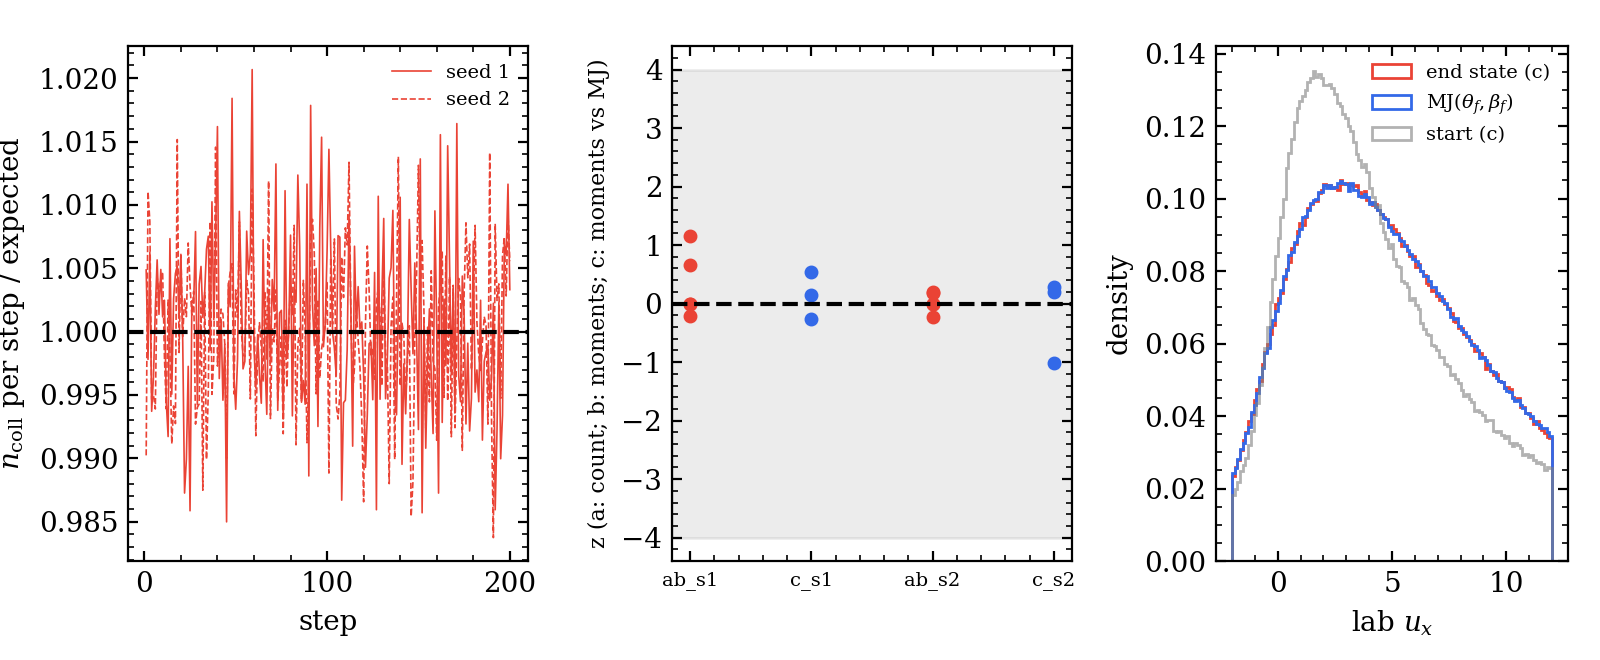 n_coll per step / expected
1.020
1.015
1.010
1.005
1.000
0.995
0.990
0.985
0
100
200
step
seed 1
seed 2
z (a: count; b: moments; c: moments vs MJ)
4
3
2
1
0
−1
−2
−3
−4
ab_s1
c_s1
ab_s2
c_s2
density
0.14
0.12
0.10
0.08
0.06
0.04
0.02
0.00
0
5
10
lab u_x
end state (c)
MJ(θ_f, β_f)
start (c)